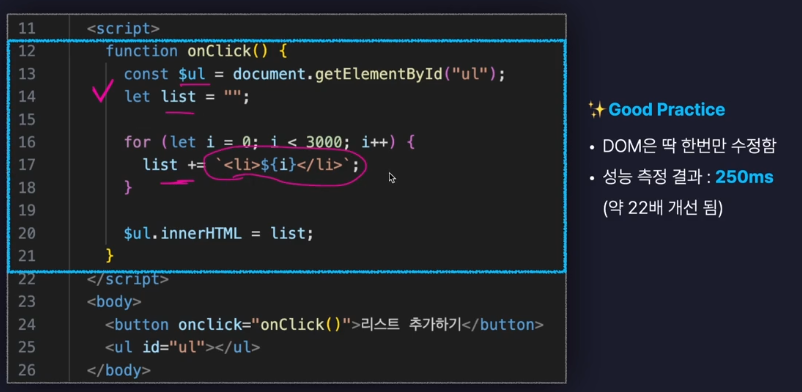 11 <script>
12 function onClick() {
13 const $ul = document.getElementById("ul");
14 let list = "";
15
16 for (let i = 0; i < 3000; i++) {
17 list += `<li>${i}</li>`;
18 }
19
20 $ul.innerHTML = list;
21 }
22 </script>
23 <body>
24 <button onclick="onClick()">리스트 추가하기</button>
25 <ul id="ul"></ul>
26 </body>
✨Good Practice
• DOM은 딱 한번만 수정함
• 성능 측정 결과 : 250ms
(약 22배 개선 됨)